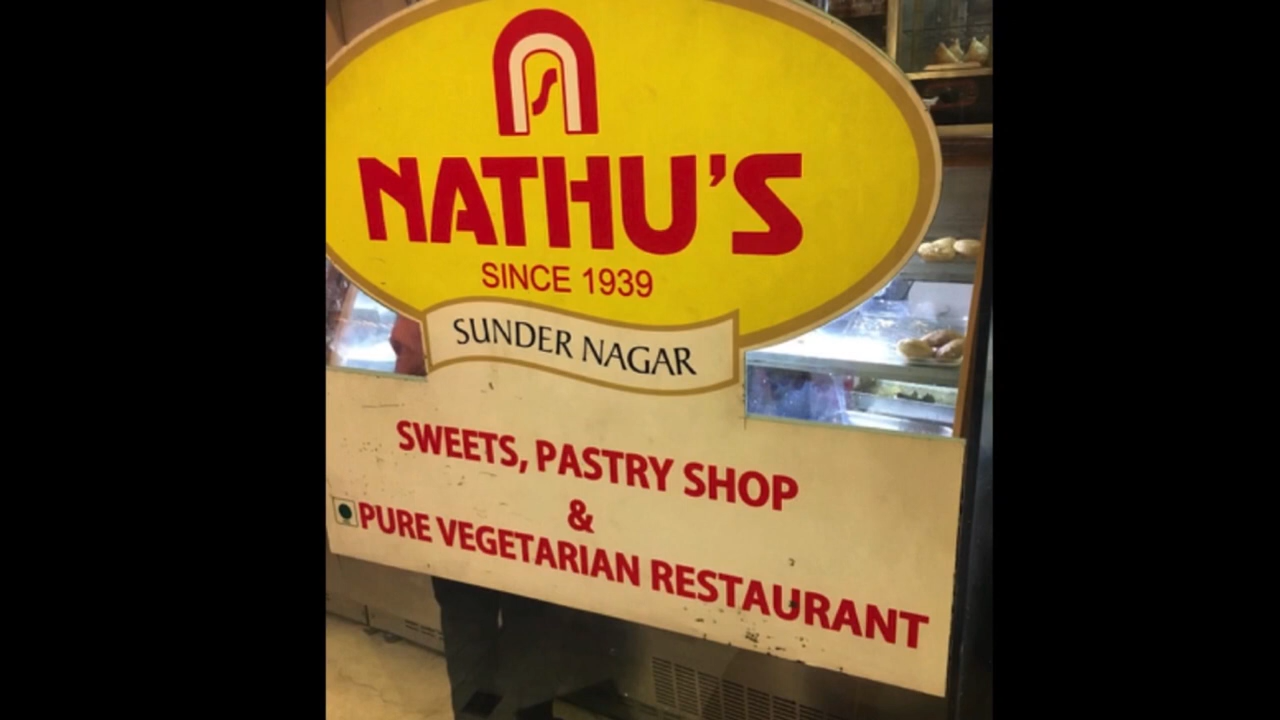 NATHU'S
SINCE 1939
SUNDER NAGAR
SWEETS, PASTRY SHOP
&
PURE VEGETARIAN RESTAURANT